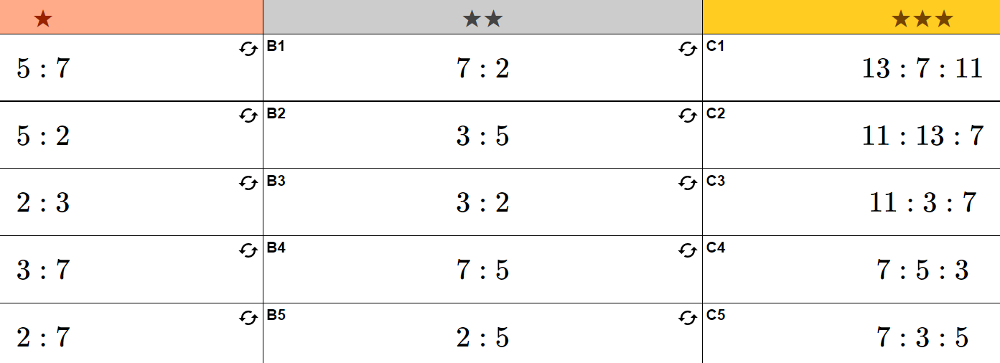 ★ ★★ ★★★
5 : 7 B1 7 : 2 C1 13 : 7 : 11
5 : 2 B2 3 : 5 C2 11 : 13 : 7
2 : 3 B3 3 : 2 C3 11 : 3 : 7
3 : 7 B4 7 : 5 C4 7 : 5 : 3
2 : 7 B5 2 : 5 C5 7 : 3 : 5